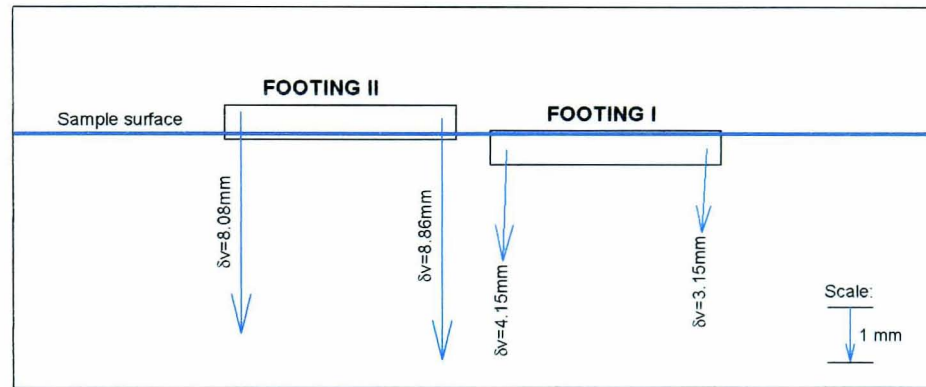 FOOTING II
FOOTING I
Sample surface
δv=8.08mm
δv=8.86mm
δv=4.15mm
δv=3.15mm
Scale:
1 mm